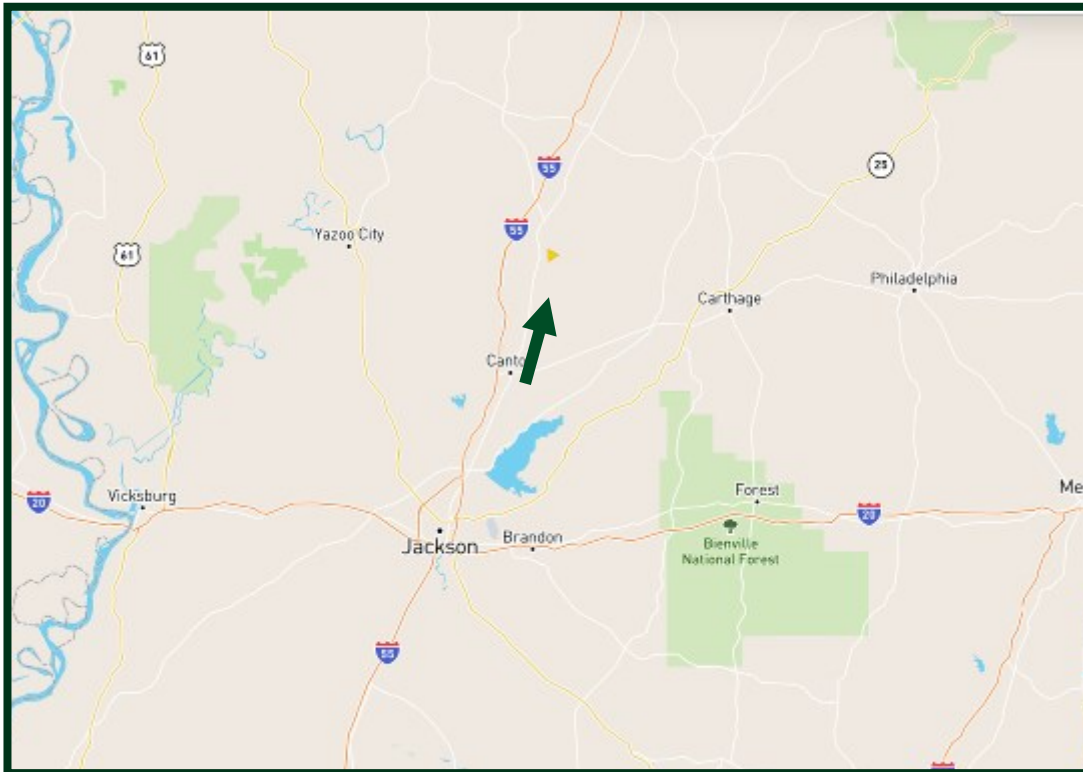 61
55
25
55
61
Yazoo City
Philadelphia
Carthage
Canto
20
Vicksburg
Forest
20
Me
Jackson
Brandon
Bienville
National Forest
55